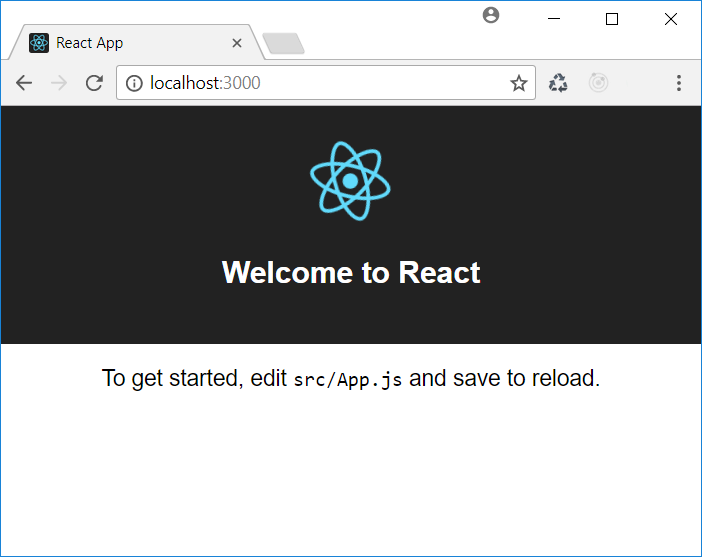 React App
localhost:3000
Welcome to React
To get started, edit src/App.js and save to reload.